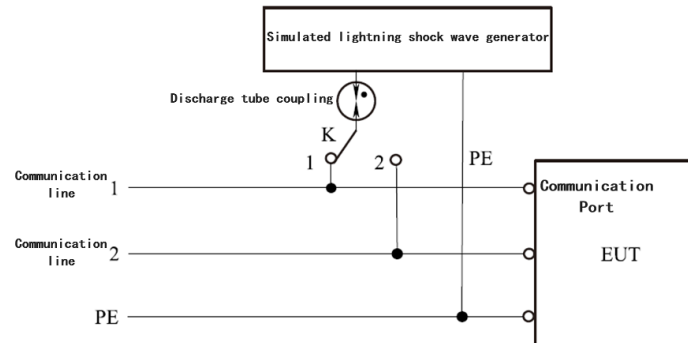 Simulated lightning shock wave generator
Discharge tube coupling
K
1
2
PE
Communication
line
1
Communication
Port
Communication
line
2
EUT
PE